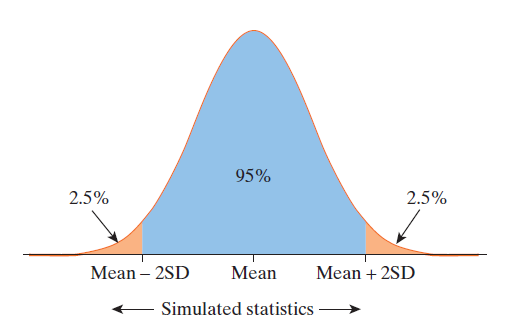 95%
2.5%
2.5%
Mean – 2SD
Mean
Mean + 2SD
Simulated statistics